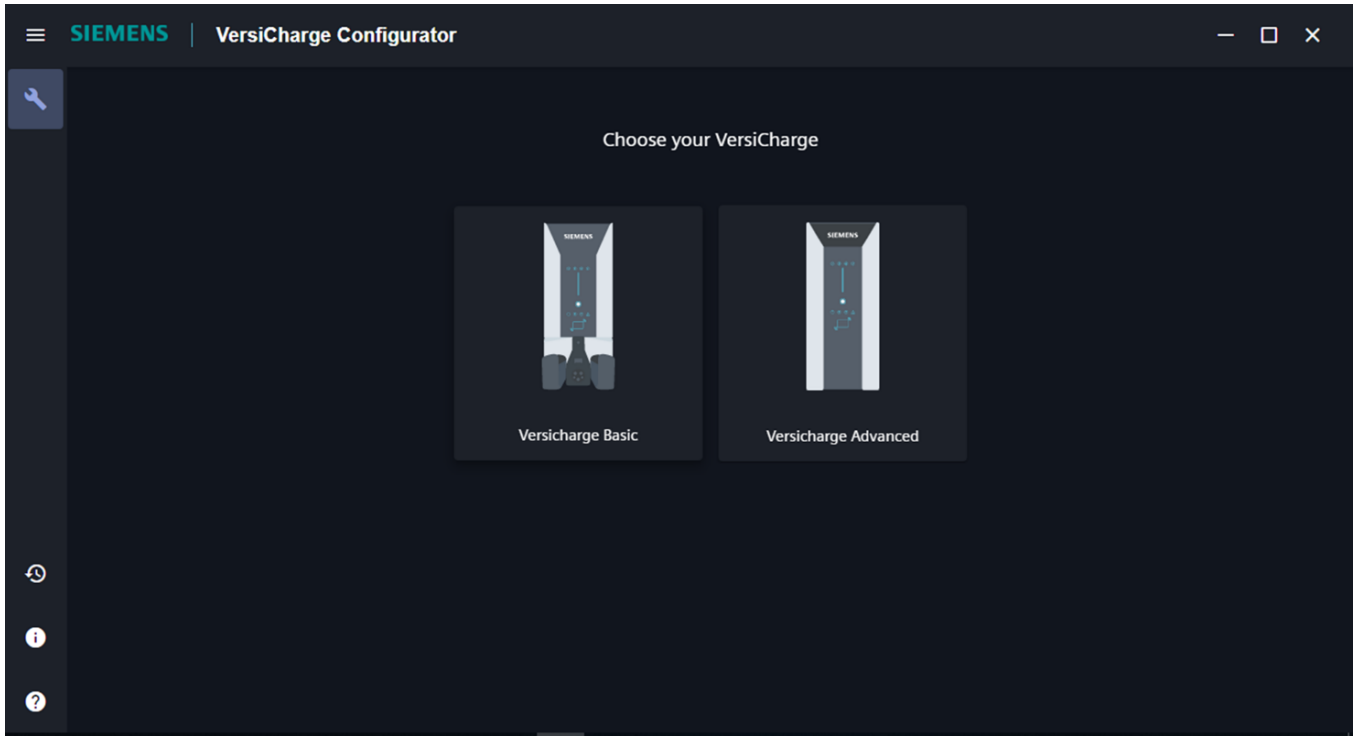 SIEMENS VersiCharge Configurator
Choose your VersiCharge
SIEMENS
SIEMENS
Versicharge Basic
Versicharge Advanced